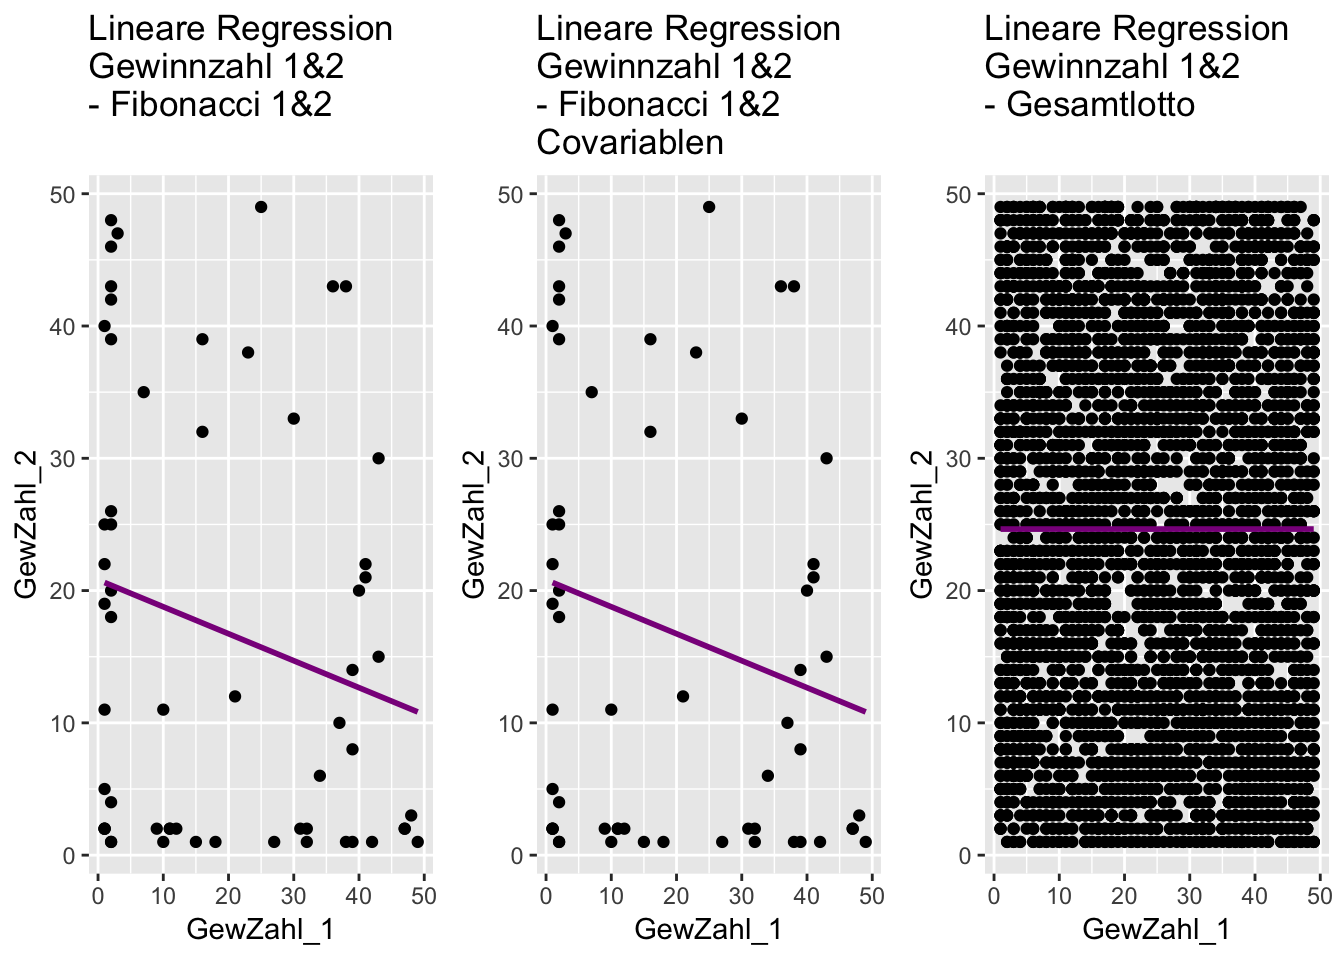 Lineare Regression
Gewinnzahl 1&2
- Fibonacci 1&2
50
40
30
20
10
0
GewZahl_2
0 10 20 30 40 50
GewZahl_1
Lineare Regression
Gewinnzahl 1&2
- Fibonacci 1&2
Covariablen
50
40
30
20
10
0
GewZahl_2
0 10 20 30 40 50
GewZahl_1
Lineare Regression
Gewinnzahl 1&2
- Gesamtlotto
50
40
30
20
10
0
GewZahl_2
0 10 20 30 40 50
GewZahl_1